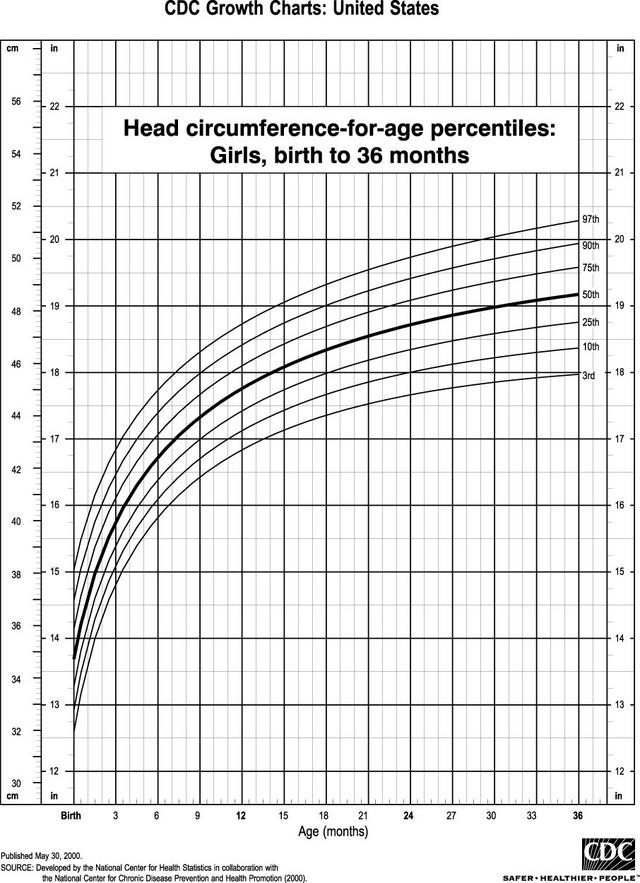 CDC Growth Charts: United States
cm in in
56 22 22
Head circumference-for-age percentiles:
Girls, birth to 36 months
54
21 21
52
97th
20 20
90th
50
75th
50th
19 19
48
25th
10th
46
18 18
3rd
44
17 17
42
16 16
40
15 15
38
36
14 14
34
13 13
32
12 12
30
cm in in
Birth 3 6 9 12 15 18 21 24 27 30 33 36
Age (months)
Published May 30, 2000.
SOURCE: Developed by the National Center for Health Statistics in collaboration with
the National Center for Chronic Disease Prevention and Health Promotion (2000).
CDC
SAFER·HEALTHIER·PEOPLE™